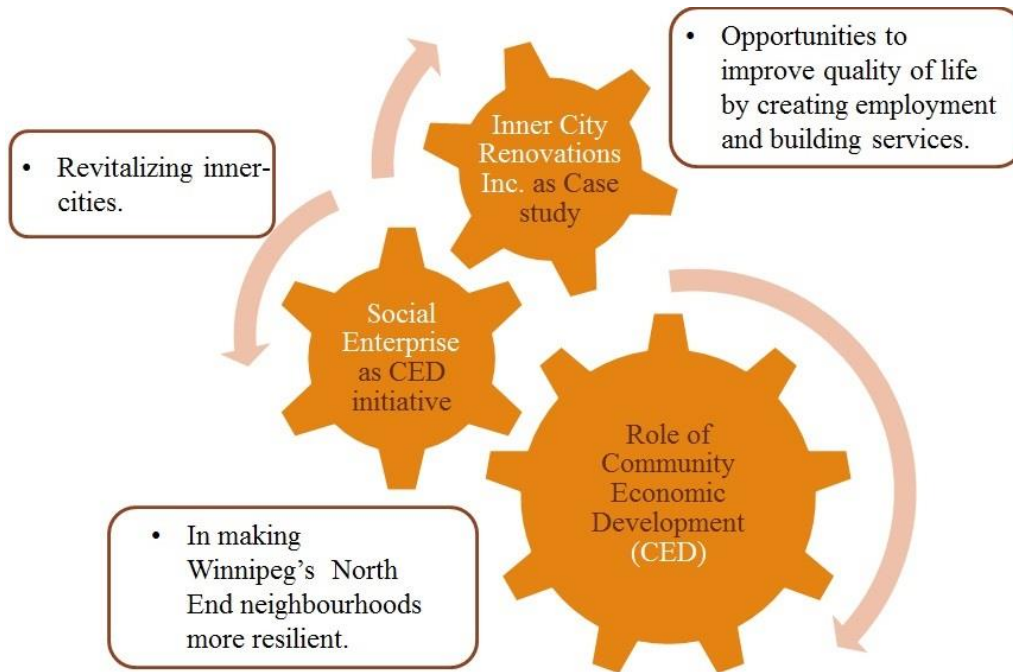 • Opportunities to
improve quality of life
by creating employment
and building services.
Inner City
Renovations
Inc. as Case
study
• Revitalizing inner-
cities.
Social
Enterprise
as CED
initiative
Role of
Community
Economic
Development
(CED)
• In making
Winnipeg’s North
End neighbourhoods
more resilient.